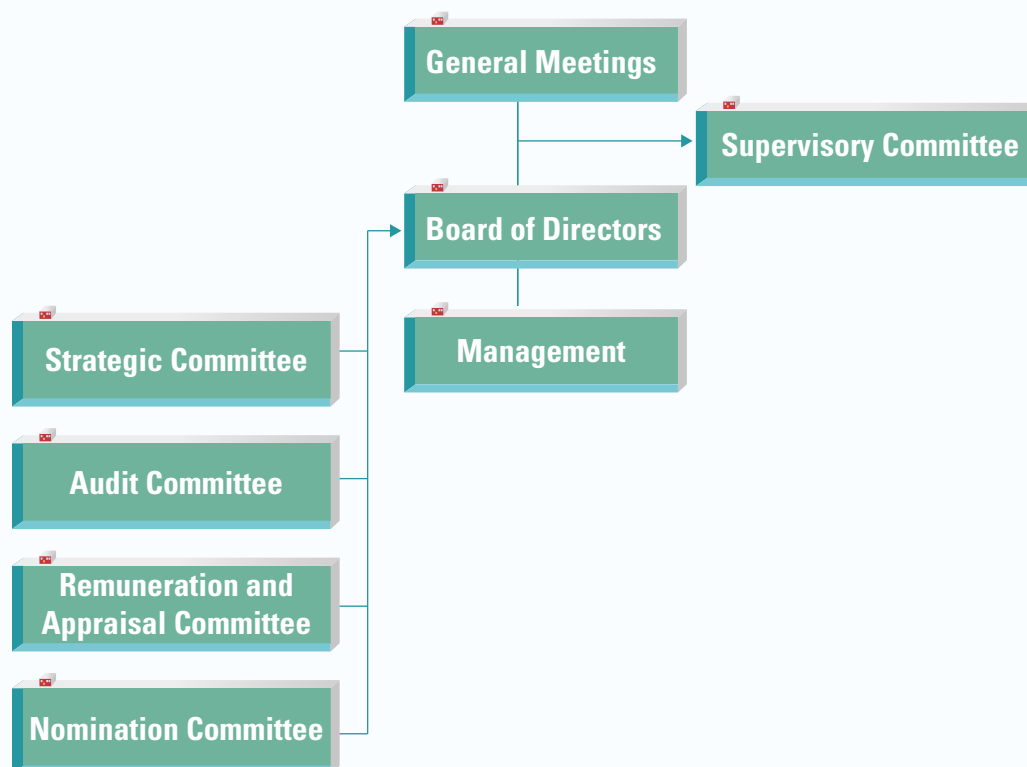 General Meetings
Supervisory Committee
Board of Directors
Management
Strategic Committee
Audit Committee
Remuneration and
Appraisal Committee
Nomination Committee